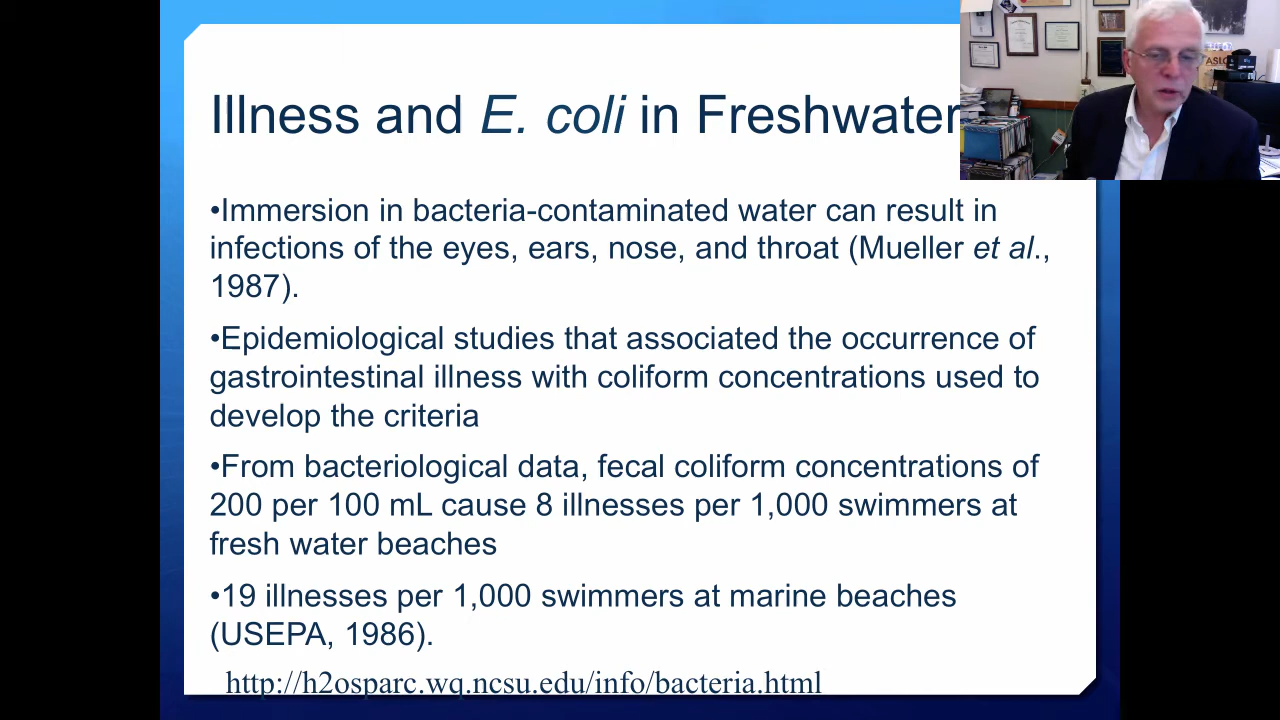 Illness and E. coli in Freshwater
•Immersion in bacteria-contaminated water can result in
infections of the eyes, ears, nose, and throat (Mueller et al.,
1987).
•Epidemiological studies that associated the occurrence of
gastrointestinal illness with coliform concentrations used to
develop the criteria
•From bacteriological data, fecal coliform concentrations of
200 per 100 mL cause 8 illnesses per 1,000 swimmers at
fresh water beaches
•19 illnesses per 1,000 swimmers at marine beaches
(USEPA, 1986).
http://h2osparc.wq.ncsu.edu/info/bacteria.html